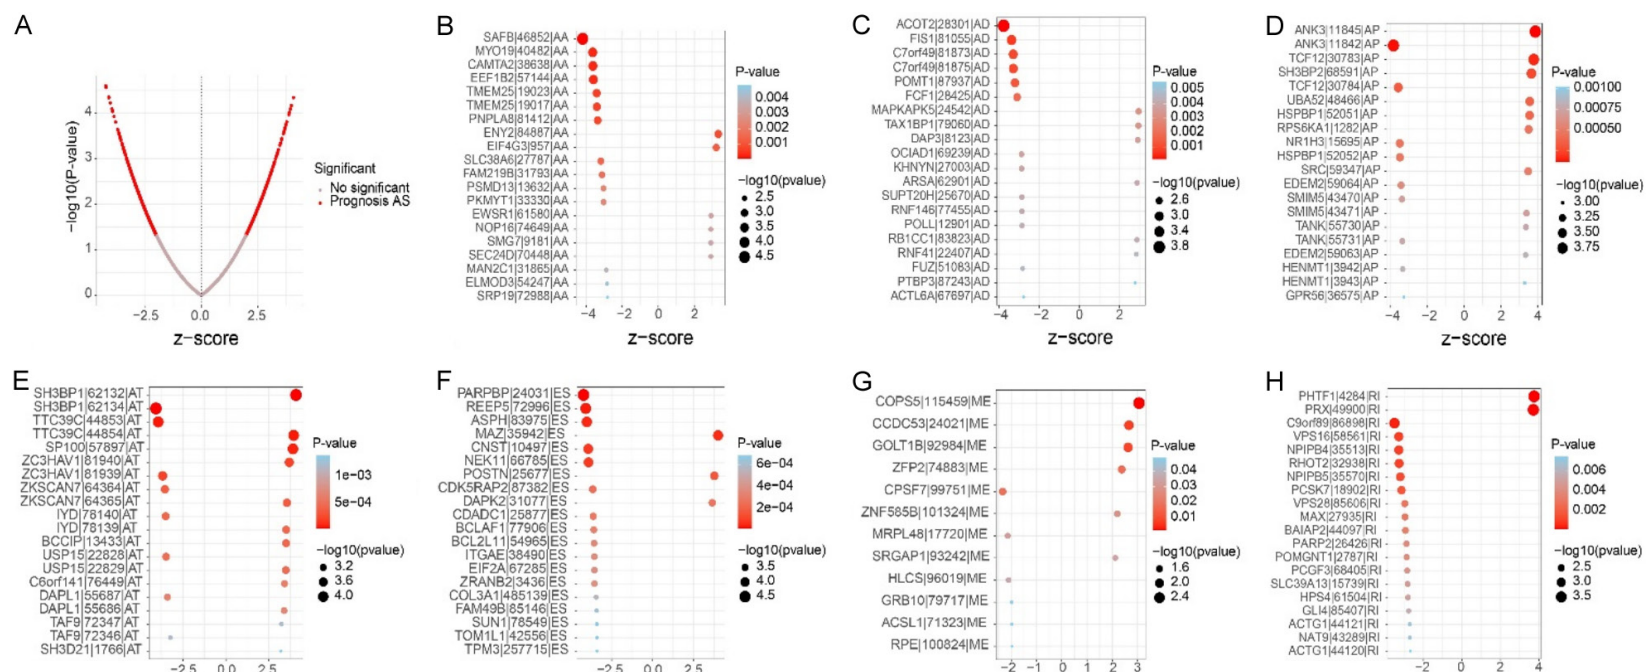 A
−log10(P-value)
4
3
2
1
0
−2.5 0.0 2.5
z-score
Significant
No significant
Prognosis AS
B
SAFB|46852|AA
MYO19|40482|AA
CAMTA2|38638|AA
EEF1B2|57144|AA
TMEM25|19023|AA
TMEM25|19017|AA
PNPLA8|81412|AA
ENY2|84887|AA
EIF4G3|957|AA
SLC38A6|27787|AA
FAM219B|31793|AA
PSMD13|13632|AA
PKMYT1|33330|AA
EWSR1|61580|AA
NOP16|74649|AA
SMG7|9181|AA
SEC24D|70448|AA
MAN2C1|31865|AA
ELMOD3|54247|AA
SRP19|72988|AA
−4 −2 0 2
z-score
P-value
0.004
0.003
0.002
0.001
−log10(pvalue)
2.5
3.0
3.5
4.0
4.5
C
ACOT2|28301|AD
FIS1|81055|AD
C7orf49|81873|AD
C7orf49|81875|AD
POMT1|87937|AD
FCF1|28425|AD
MAPKAPK5|24542|AD
TAX1BP1|79060|AD
DAP3|8123|AD
OCIAD1|69239|AD
KHNYN|27003|AD
ARSA|62901|AD
SUPT20H|25670|AD
RNF146|77455|AD
POLL|12901|AD
RB1CC1|83823|AD
RNF41|22407|AD
FUZ|51083|AD
PTBP3|87243|AD
ACTL6A|67697|AD
−4 −2 0 2
z-score
P-value
0.005
0.004
0.003
0.002
0.001
−log10(pvalue)
2.6
3.0
3.4
3.8
D
ANK3|11845|AP
ANK3|11842|AP
TCF12|30783|AP
SH3BP2|68591|AP
TCF12|30784|AP
UBA52|48466|AP
HSPBP1|52051|AP
RPS6KA1|1282|AP
NR1H3|15695|AP
HSPBP1|52052|AP
SRC|59347|AP
EDEM2|59064|AP
SMIM5|43470|AP
SMIM5|43471|AP
TANK|55730|AP
TANK|55731|AP
EDEM2|59063|AP
HENMT1|3942|AP
HENMT1|3943|AP
GPR56|36575|AP
−4 −2 0 2 4
z-score
P-value
0.00100
0.00075
0.00050
−log10(pvalue)
3.00
3.25
3.50
3.75
E
SH3BP1|62132|AT
SH3BP1|62134|AT
TTC39C|44853|AT
TTC39C|44854|AT
SP100|57897|AT
ZC3HAV1|81940|AT
ZC3HAV1|81939|AT
ZKSCAN7|64364|AT
ZKSCAN7|64365|AT
IYD|78140|AT
IYD|78139|AT
BCCIP|13433|AT
USP15|22828|AT
USP15|22829|AT
C6orf141|76449|AT
DAPL1|55687|AT
DAPL1|55686|AT
TAF9|72347|AT
TAF9|72346|AT
SH3D21|1766|AT
−2.5 0.0 2.5
P-value
1e−03
5e−04
−log10(pvalue)
3.2
3.6
4.0
F
PARPBP|24031|ES
REEP5|72996|ES
ASPH|83975|ES
MAZ|35942|ES
CNST|10497|ES
NEK11|66785|ES
POSTN|25677|ES
CDK5RAP2|87382|ES
DAPK2|31077|ES
CDADC1|25877|ES
BCLAF1|77906|ES
BCL2L11|54965|ES
ITGAE|38490|ES
EIF2A|67285|ES
ZRANB2|3436|ES
COL3A1|485139|ES
FAM49B|85146|ES
SUN1|78549|ES
TOM1L1|42556|ES
TPM3|257715|ES
−2.5 0.0 2.5
P-value
6e−04
4e−04
2e−04
−log10(pvalue)
3.5
4.0
4.5
G
COPS5|115459|ME
CCDC53|24021|ME
GOLT1B|92984|ME
ZFP2|74883|ME
CPSF7|99751|ME
ZNF585B|101324|ME
MRPL48|17720|ME
SRGAP1|93242|ME
HLCS|96019|ME
GRB10|79717|ME
ACSL1|71323|ME
RPE|100824|ME
−2 −1 0 1 2 3
P-value
0.04
0.03
0.02
0.01
−log10(pvalue)
1.6
2.0
2.4
H
PHTF1|4284|RI
PRX|49900|RI
C9orf89|86898|RI
VPS16|58561|RI
NPIPB4|35513|RI
RHOT2|32938|RI
NPIPB5|35570|RI
PCSK7|18902|RI
VPS28|85606|RI
MAX|27935|RI
BAIAP2|44097|RI
PARP2|26426|RI
POMGNT1|2787|RI
PCGF3|68405|RI
SLC39A13|15739|RI
HPS4|61504|RI
GLI4|85407|RI
ACTG1|44121|RI
NAT9|43289|RI
ACTG1|44120|RI
−2 0 2 4
P-value
0.006
0.004
0.002
−log10(pvalue)
2.5
3.0
3.5